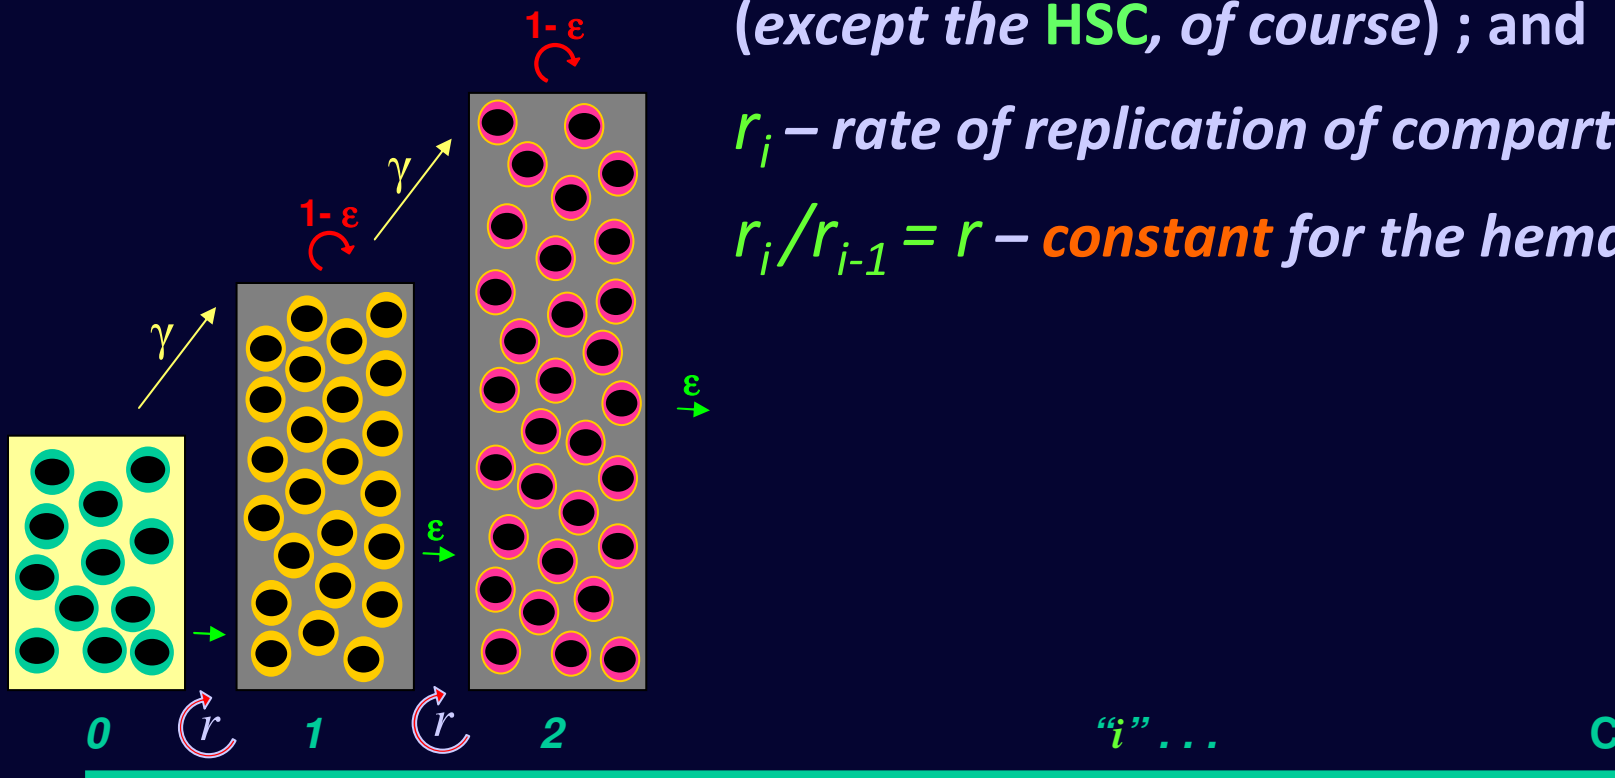 (except the HSC, of course) ; and
r_i – rate of replication of compart
r_i/r_{i-1} = r – constant for the hema
1- ε
γ
1- ε
γ
ε
ε
r
r
0
1
2
“i” . . .
C